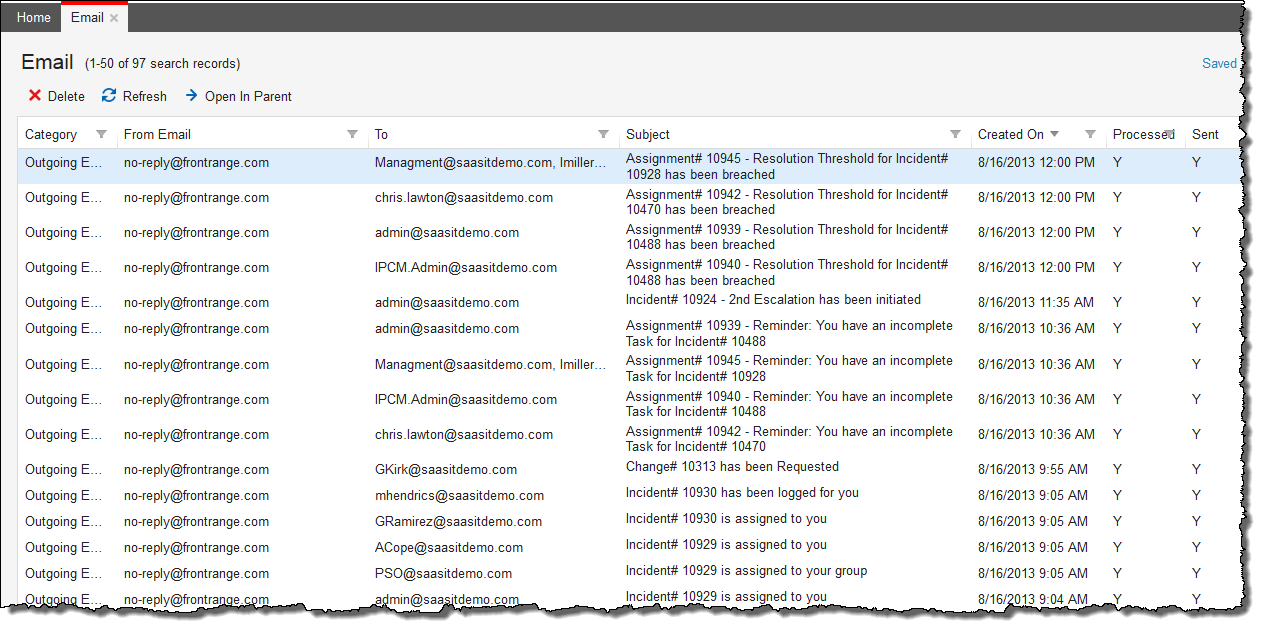 Home Email
Email (1-50 of 97 search records) Saved
Delete Refresh Open In Parent
Category From Email To Subject Created On Processed Sent
Outgoing E... no-reply@frontrange.com Managment@saasitdemo.com, Imiller... Assignment# 10945 - Resolution Threshold for Incident# 8/16/2013 12:00 PM Y Y
10928 has been breached
Outgoing E... no-reply@frontrange.com chris.lawton@saasitdemo.com Assignment# 10942 - Resolution Threshold for Incident# 8/16/2013 12:00 PM Y Y
10470 has been breached
Outgoing E... no-reply@frontrange.com admin@saasitdemo.com Assignment# 10939 - Resolution Threshold for Incident# 8/16/2013 12:00 PM Y Y
10488 has been breached
Outgoing E... no-reply@frontrange.com IPCM.Admin@saasitdemo.com Assignment# 10940 - Resolution Threshold for Incident# 8/16/2013 12:00 PM Y Y
10488 has been breached
Outgoing E... no-reply@frontrange.com admin@saasitdemo.com Incident# 10924 - 2nd Escalation has been initiated 8/16/2013 11:35 AM Y Y
Outgoing E... no-reply@frontrange.com admin@saasitdemo.com Assignment# 10939 - Reminder: You have an incomplete 8/16/2013 10:36 AM Y Y
Task for Incident# 10488
Outgoing E... no-reply@frontrange.com Managment@saasitdemo.com, Imiller... Assignment# 10945 - Reminder: You have an incomplete 8/16/2013 10:36 AM Y Y
Task for Incident# 10928
Outgoing E... no-reply@frontrange.com IPCM.Admin@saasitdemo.com Assignment# 10940 - Reminder: You have an incomplete 8/16/2013 10:36 AM Y Y
Task for Incident# 10488
Outgoing E... no-reply@frontrange.com chris.lawton@saasitdemo.com Assignment# 10942 - Reminder: You have an incomplete 8/16/2013 10:36 AM Y Y
Task for Incident# 10470
Outgoing E... no-reply@frontrange.com GKirk@saasitdemo.com Change# 10313 has been Requested 8/16/2013 9:55 AM Y Y
Outgoing E... no-reply@frontrange.com mhendrics@saasitdemo.com Incident# 10930 has been logged for you 8/16/2013 9:05 AM Y Y
Outgoing E... no-reply@frontrange.com GRamirez@saasitdemo.com Incident# 10930 is assigned to you 8/16/2013 9:05 AM Y Y
Outgoing E... no-reply@frontrange.com ACope@saasitdemo.com Incident# 10929 is assigned to you 8/16/2013 9:05 AM Y Y
Outgoing E... no-reply@frontrange.com PSO@saasitdemo.com Incident# 10929 is assigned to your group 8/16/2013 9:05 AM Y Y
Outgoing E... no-reply@frontrange.com admin@saasitdemo.com Incident# 10929 is assigned to you 8/16/2013 9:04 AM Y Y